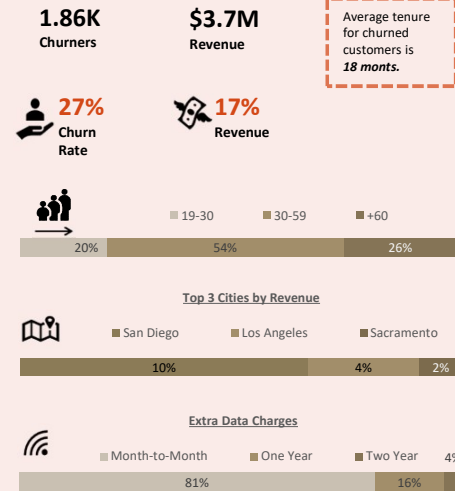 1.86K
Churners
$3.7M
Revenue
Average tenure
for churned
customers is
18 monts.
27%
Churn
Rate
17%
Revenue
19-30 30-59 +60
20% 54% 26%
Top 3 Cities by Revenue
San Diego Los Angeles Sacramento
10% 4% 2%
Extra Data Charges
Month-to-Month One Year Two Year 4%
81% 16%